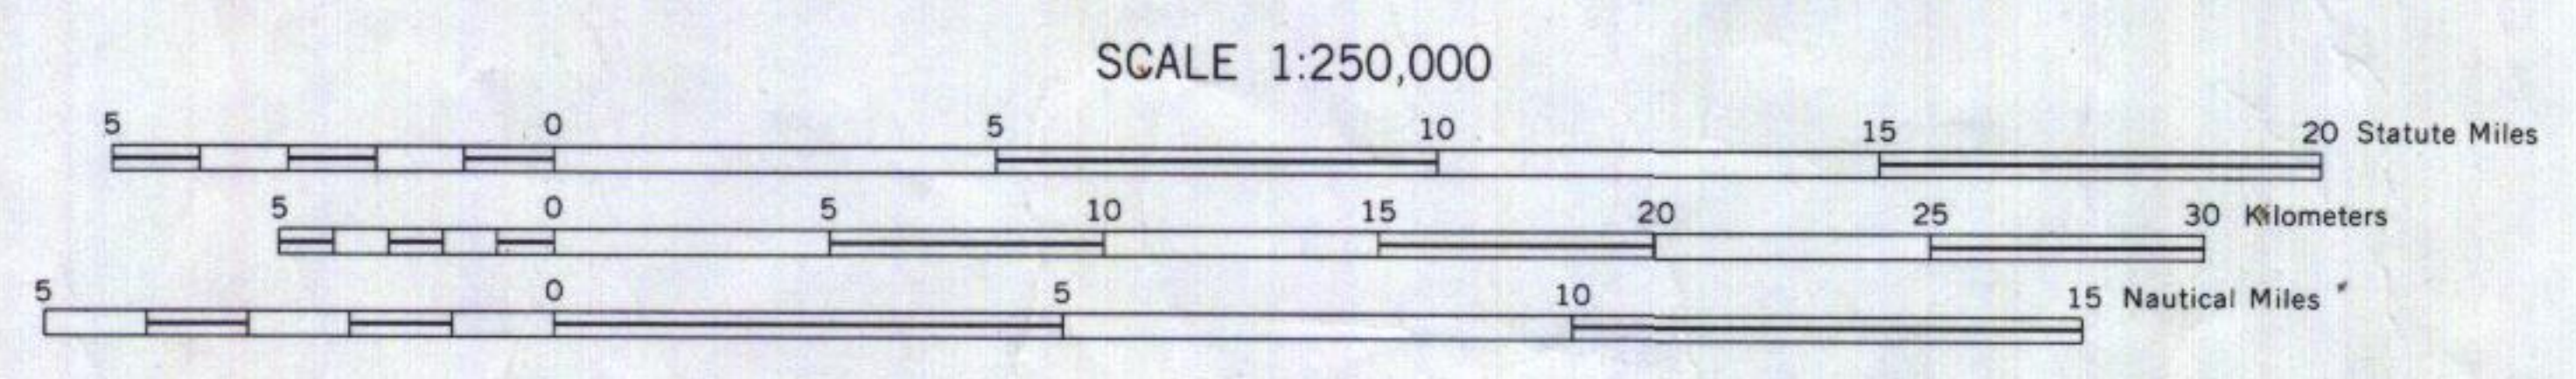 SCALE 1:250,000
5 0 5 10 15 20 Statute Miles
5 0 5 10 15 20 25 30 Kilometers
5 0 5 10 15 Nautical Miles